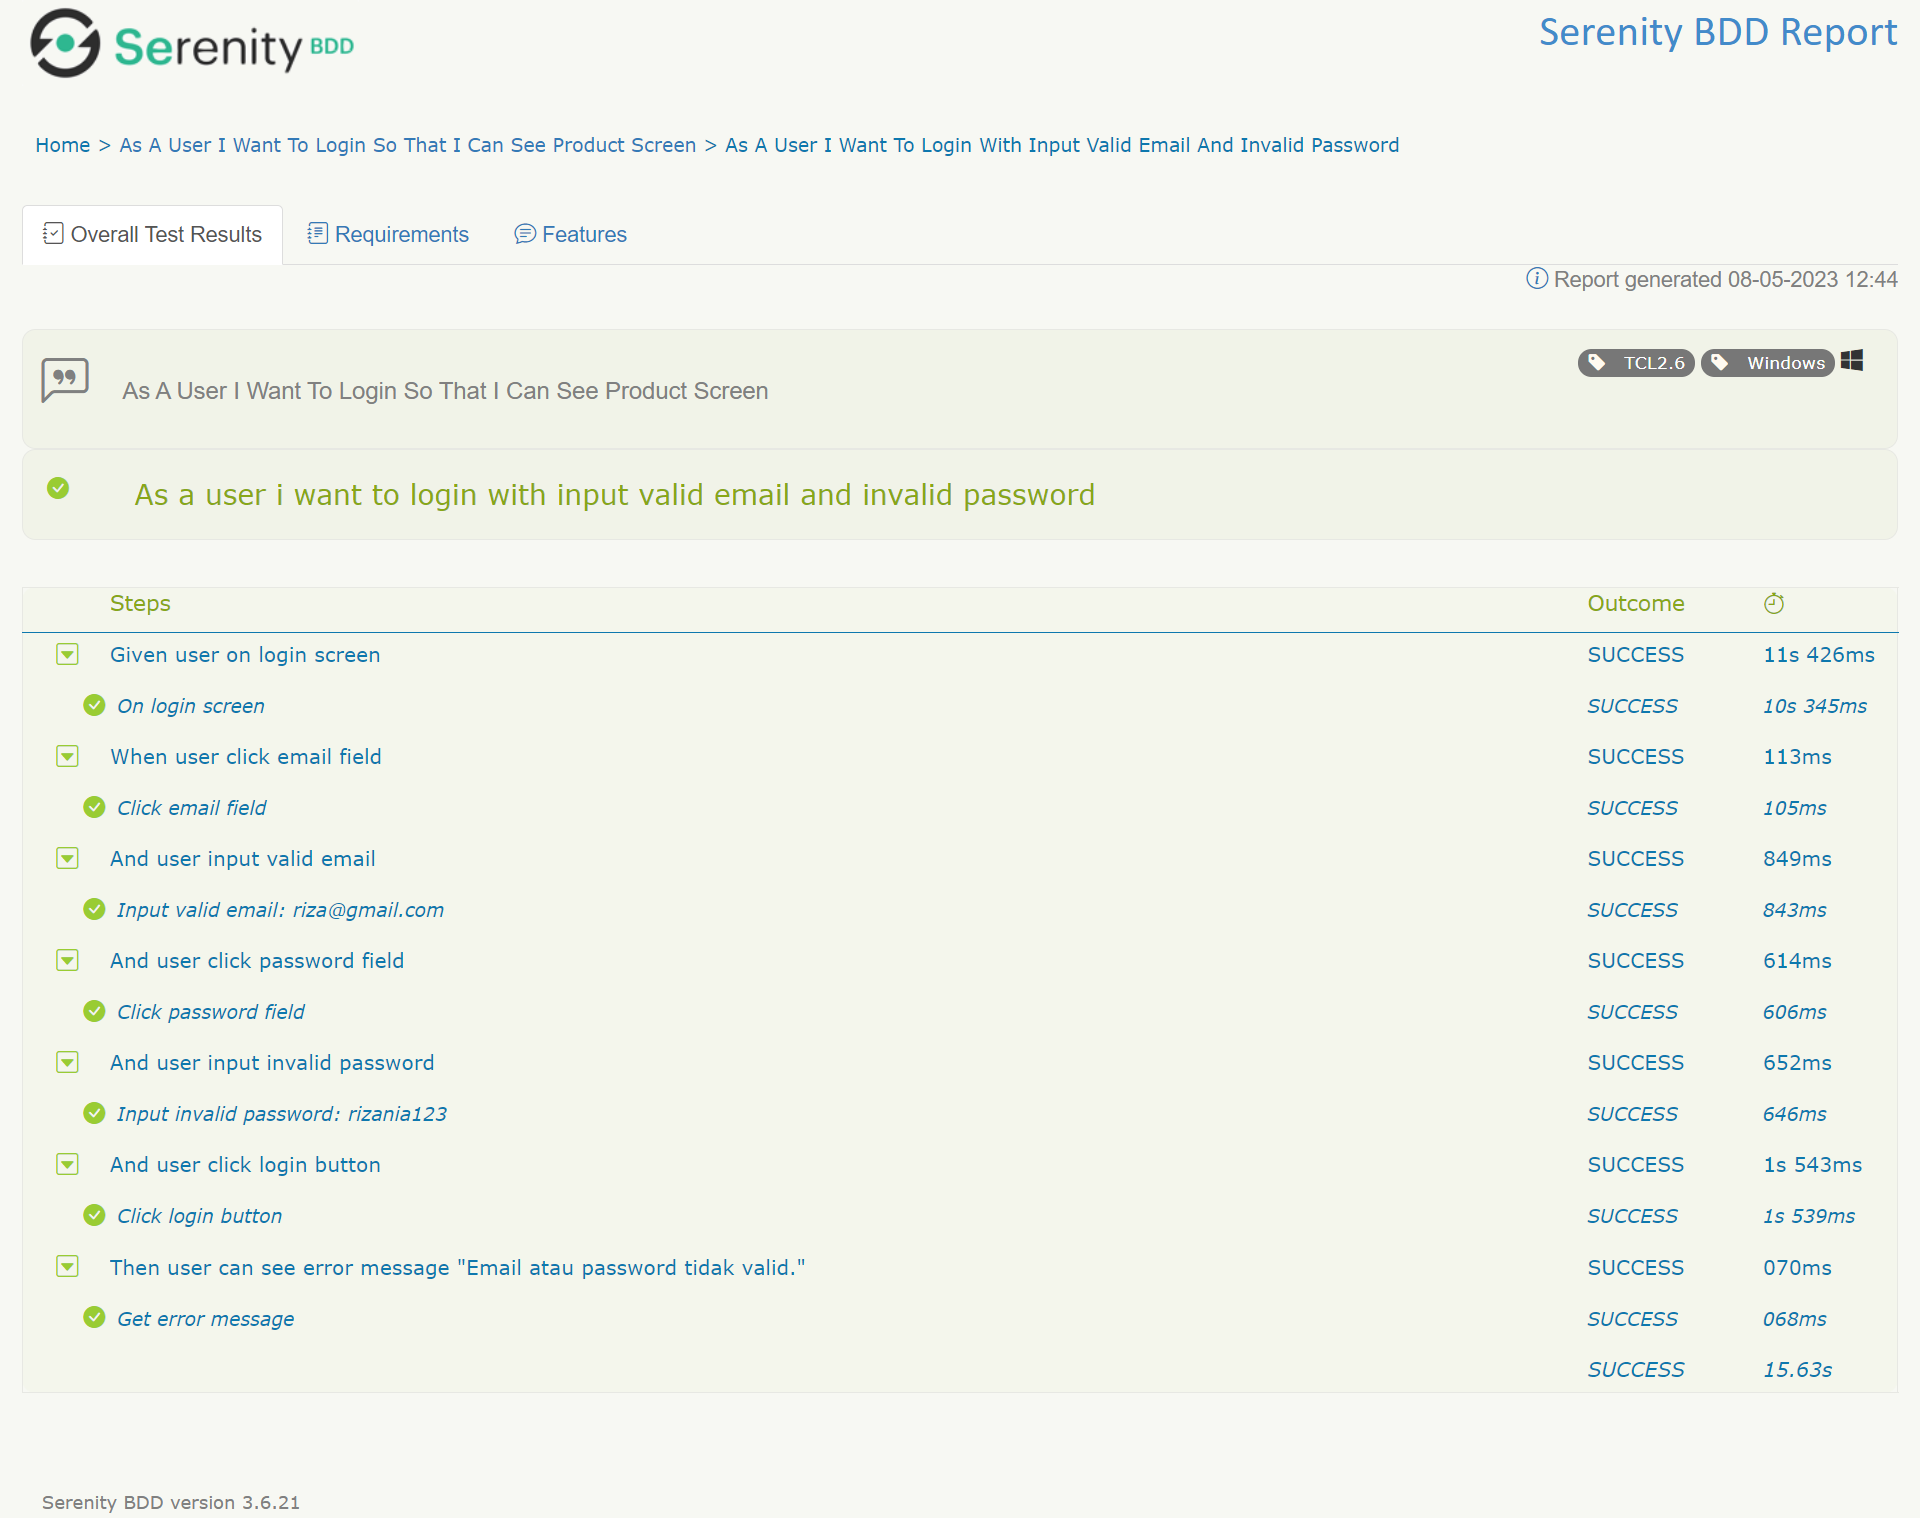 Serenity BDD
Serenity BDD Report
Home > As A User I Want To Login So That I Can See Product Screen > As A User I Want To Login With Input Valid Email And Invalid Password
Overall Test Results Requirements Features
Report generated 08-05-2023 12:44
TCL2.6 Windows
As A User I Want To Login So That I Can See Product Screen
As a user i want to login with input valid email and invalid password
Steps Outcome
Given user on login screen SUCCESS 11s 426ms
On login screen SUCCESS 10s 345ms
When user click email field SUCCESS 113ms
Click email field SUCCESS 105ms
And user input valid email SUCCESS 849ms
Input valid email: riza@gmail.com SUCCESS 843ms
And user click password field SUCCESS 614ms
Click password field SUCCESS 606ms
And user input invalid password SUCCESS 652ms
Input invalid password: rizania123 SUCCESS 646ms
And user click login button SUCCESS 1s 543ms
Click login button SUCCESS 1s 539ms
Then user can see error message "Email atau password tidak valid." SUCCESS 070ms
Get error message SUCCESS 068ms
SUCCESS 15.63s
Serenity BDD version 3.6.21